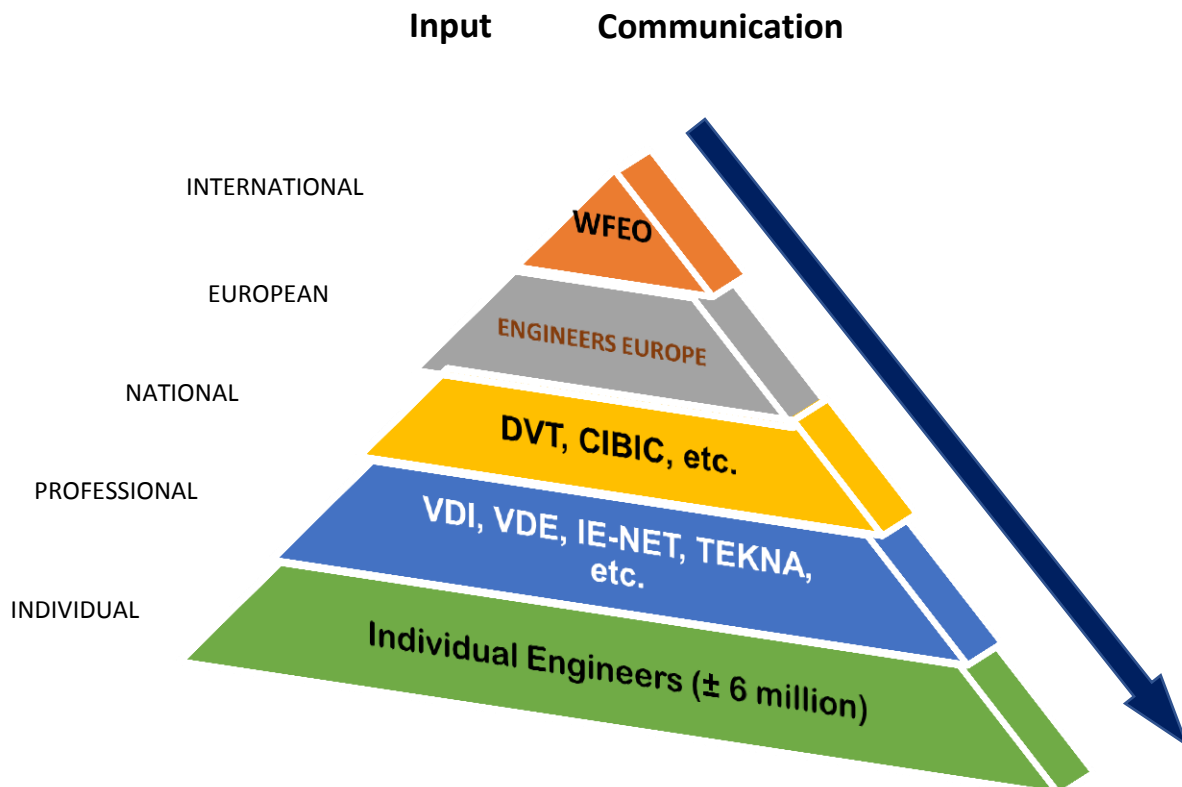 Input Communication
INTERNATIONAL
WFEO
EUROPEAN
ENGINEERS EUROPE
NATIONAL
DVT, CIBIC, etc.
PROFESSIONAL
VDI, VDE, IE-NET, TEKNA,
etc.
INDIVIDUAL
Individual Engineers (± 6 million)